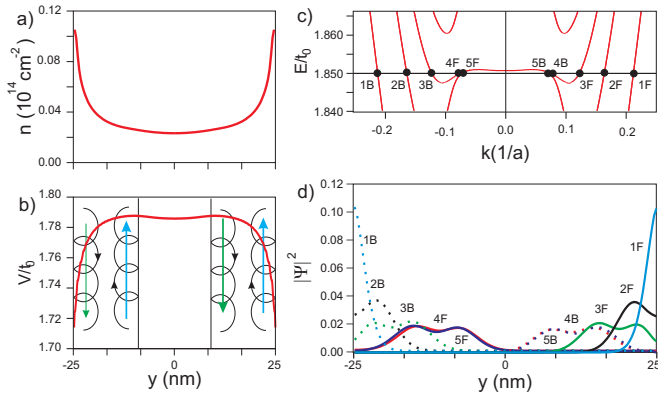 a)
n (10^14 cm^-2)
0.12
0.08
0.04
0.00
b)
V/t_0
1.80
1.78
1.76
1.74
1.72
1.70
-25
0
25
y (nm)
c)
E/t_0
1.860
1.850
1.840
4F
5F
5B
4B
1B
2B
3B
3F
2F
1F
-0.2
-0.1
0.0
0.1
0.2
k(1/a)
d)
|Ψ|^2
0.12
0.10
0.08
0.06
0.04
0.02
0.00
1B
2B
3B
4F
5F
5B
4B
3F
2F
1F
-25
0
25
y (nm)